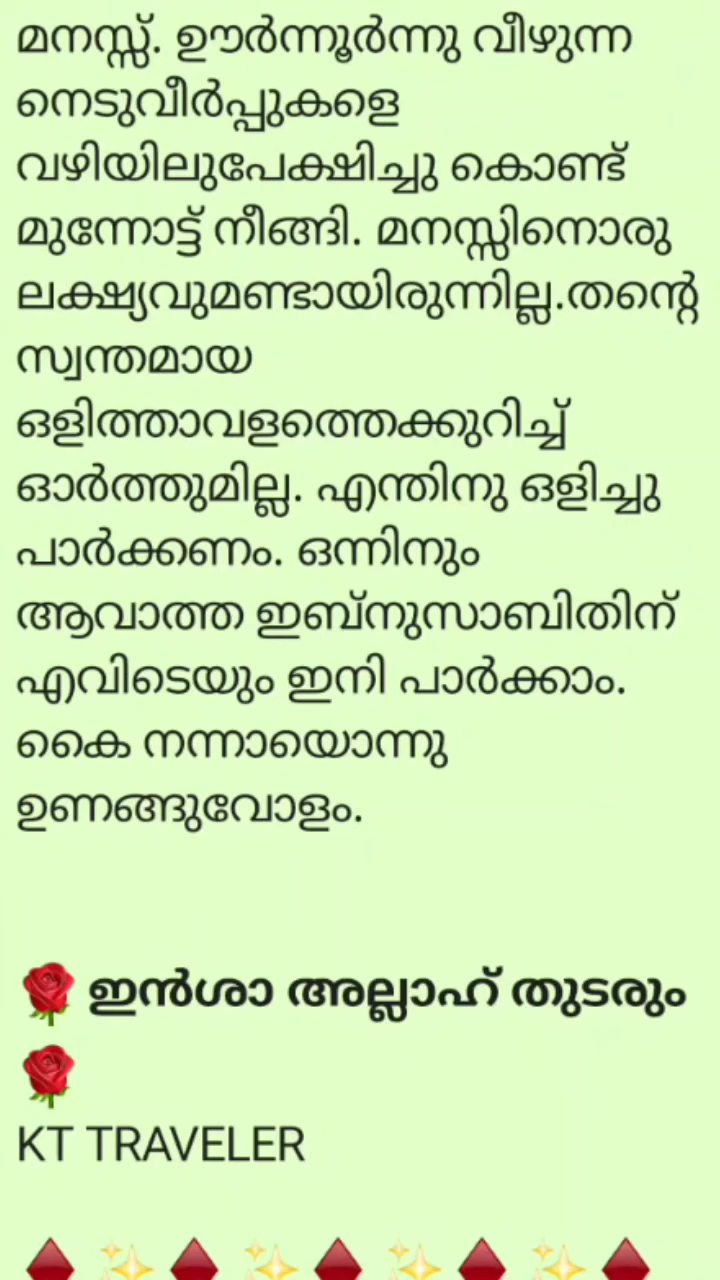 മനസ്സ്. ഊർന്നൂർന്നു വീഴുന്ന
നെടുവീർപ്പുകളെ
വഴിയിലുപേക്ഷിച്ചു കൊണ്ട്
മുന്നോട്ട് നീങ്ങി. മനസ്സിനൊരു
ലക്ഷ്യവുമണ്ടായിരുന്നില്ല.തന്റെ
സ്വന്തമായ
ഒളിത്താവളത്തെക്കുറിച്ച്
ഓർത്തുമില്ല. എന്തിനു ഒളിച്ചു
പാർക്കണം. ഒന്നിനും
ആവാത്ത ഇബ്നുസാബിതിന്
എവിടെയും ഇനി പാർക്കാം.
കൈ നന്നായൊന്നു
ഉണങ്ങുവോളം.
🌹 ഇൻശാ അല്ലാഹ് തുടരും
🌹
KT TRAVELER
♦️✨♦️✨♦️✨♦️✨♦️